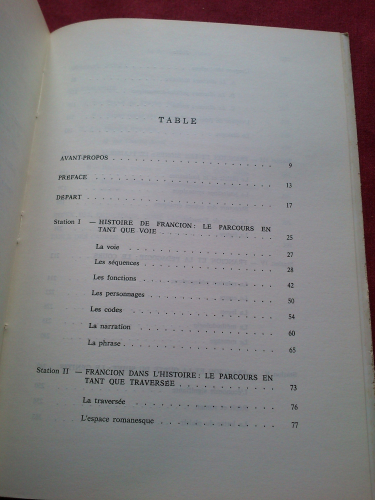 TABLE
AVANT-PROPOS . . . . . . . . . . . . . . . . . . 9
PRÉFACE . . . . . . . . . . . . . . . . . . 13
DÉPART . . . . . . . . . . . . . . . . . . 17
Station I — HISTOIRE DE FRANCION : LE PARCOURS EN
TANT QUE VOIE . . . . . . . . . . . . 25
La voie . . . . . . . . . . . . . . 27
Les séquences . . . . . . . . . . . . 28
Les fonctions . . . . . . . . . . . . 42
Les personnages . . . . . . . . . . . . 50
Les codes . . . . . . . . . . . . . . 54
La narration . . . . . . . . . . . . 60
La phrase . . . . . . . . . . . . . . 65
Station II — FRANCION DANS L'HISTOIRE : LE PARCOURS EN
TANT QUE TRAVERSÉE . . . . . . . . . . 73
La traversée . . . . . . . . . . . . 76
L'espace romanesque . . . . . . . . . . 77